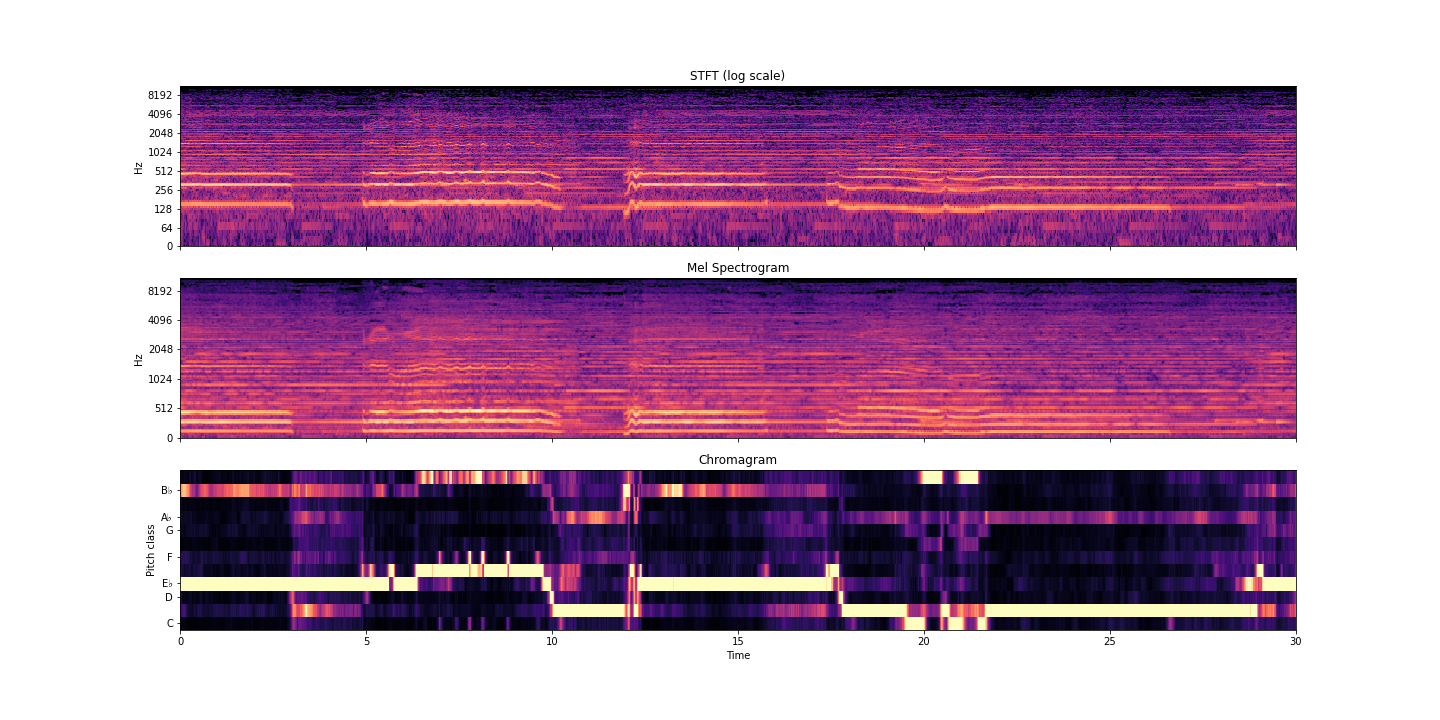 STFT (log scale)
8192
4096
2048
1024
512
256
128
64
0
Hz
Mel Spectrogram
8192
4096
2048
1024
512
0
Hz
Chromagram
B♭
A♭
G
F
E♭
D
C
Pitch class
0 5 10 15 20 25 30
Time